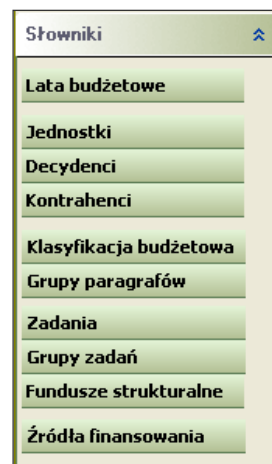 Słowniki
Lata budżetowe
Jednostki
Decydenci
Kontrahenci
Klasyfikacja budżetowa
Grupy paragrafów
Zadania
Grupy zadań
Fundusze strukturalne
Źródła finansowania